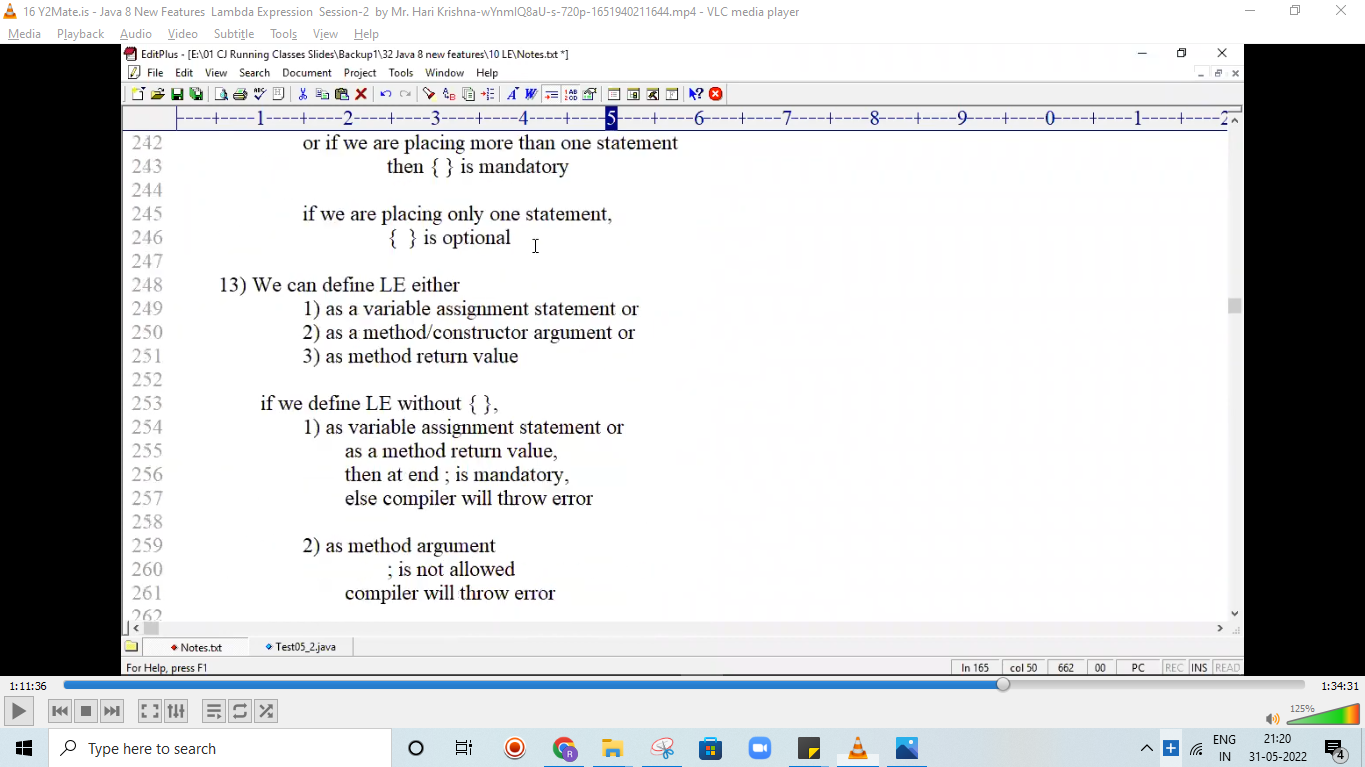 16 Y2Mate.is - Java 8 New Features Lambda Expression Session-2 by Mr. Hari Krishna-wYnmlQ8aU-s-720p-1651940211644.mp4 - VLC media player
Media Playback Audio Video Subtitle Tools View Help
EditPlus - [E:\01 CJ Running Classes Slides\Backup1\32 Java 8 new features\10 LE\Notes.txt *]
File Edit View Search Document Project Tools Window Help
----+----1----+----2----+----3----+----4----+----5----+----6----+----7----+----8----+----9----+----0----+----1----+----2
242 or if we are placing more than one statement
243 then { } is mandatory
244
245 if we are placing only one statement,
246 { } is optional
247
248 13) We can define LE either
249 1) as a variable assignment statement or
250 2) as a method/constructor argument or
251 3) as method return value
252
253 if we define LE without { },
254 1) as variable assignment statement or
255 as a method return value,
256 then at end ; is mandatory,
257 else compiler will throw error
258
259 2) as method argument
260 ; is not allowed
261 compiler will throw error
262
Notes.txt Test05_2.java
For Help, press F1 ln 165 col 50 662 00 PC REC INS READ
1:11:36 1:34:31
125%
Type here to search
ENG 21:20
IN 31-05-2022 4